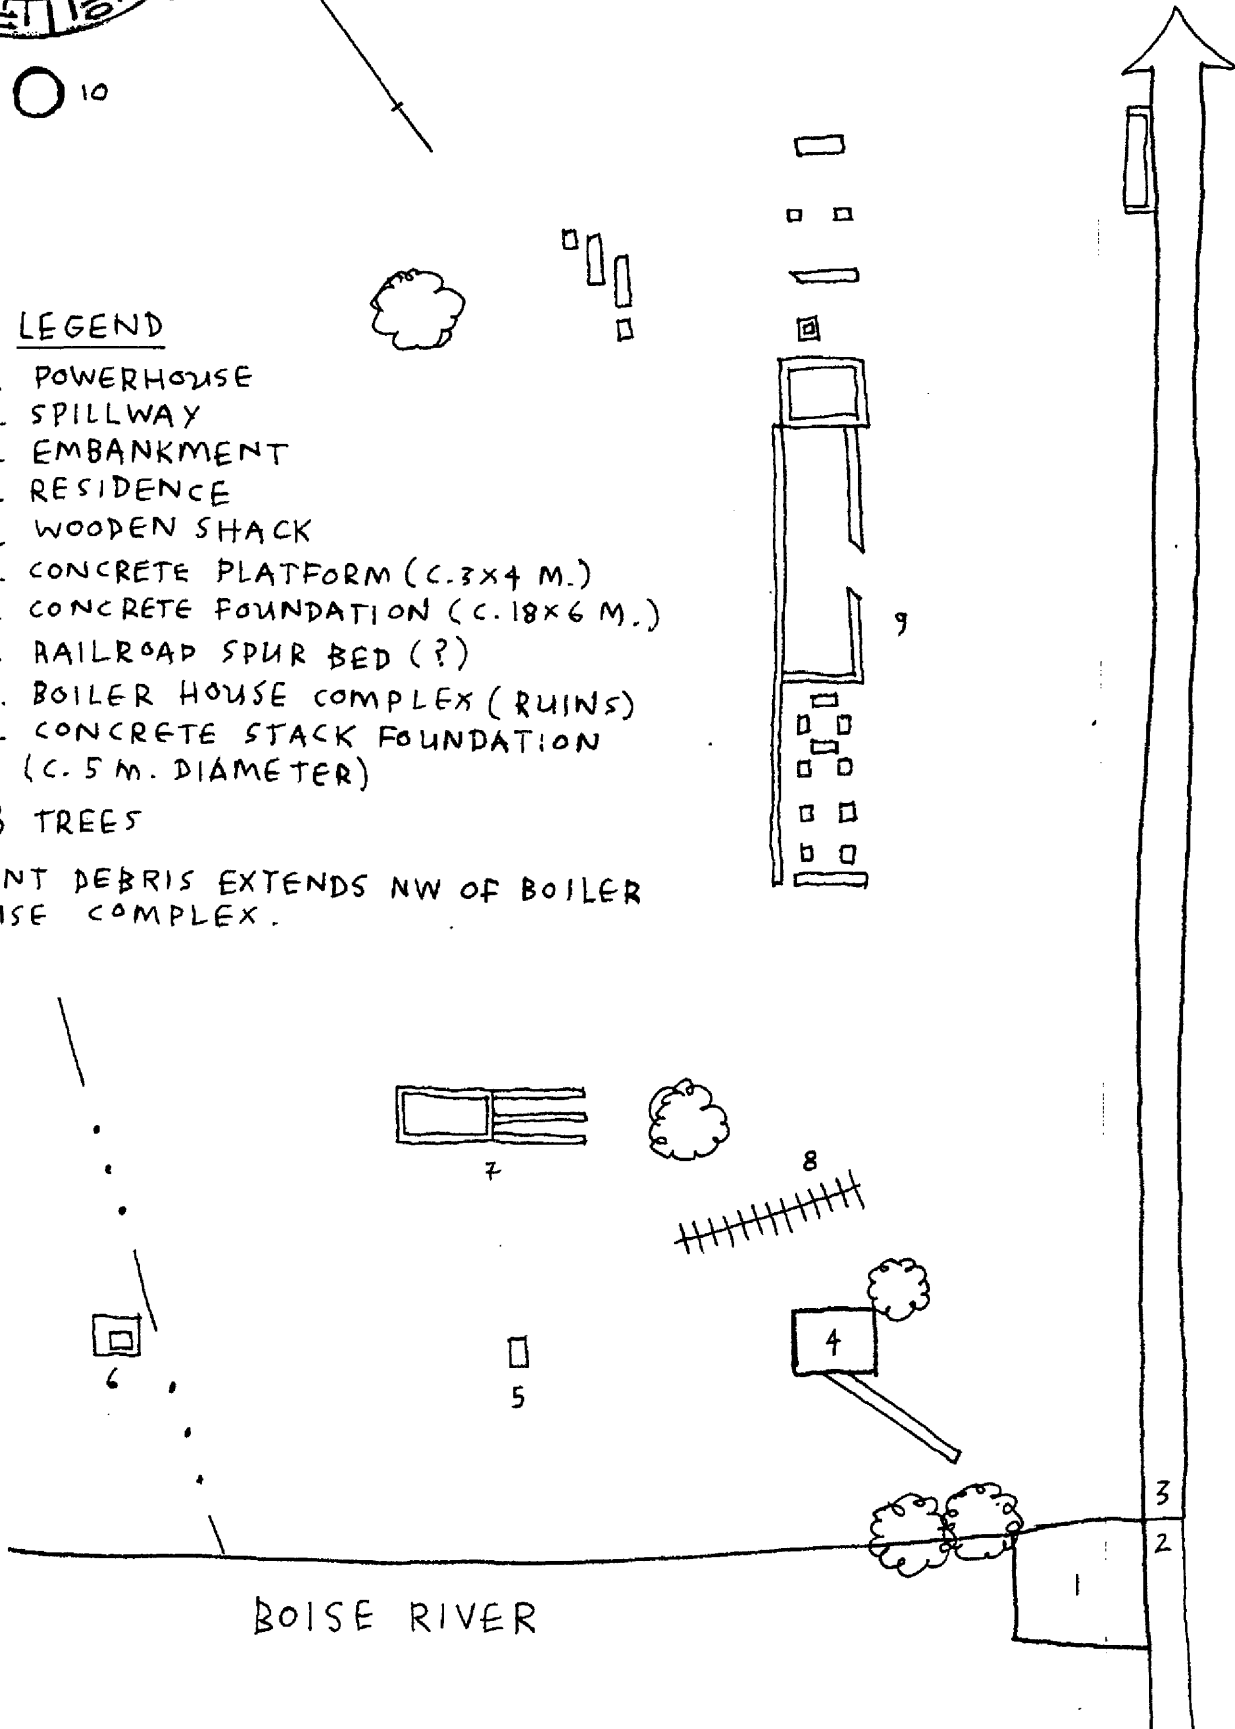 10
LEGEND
POWERHOUSE
SPILLWAY
EMBANKMENT
RESIDENCE
WOODEN SHACK
CONCRETE PLATFORM (C.3X4 M.)
CONCRETE FOUNDATION (C.18X6 M.)
RAILROAD SPUR BED (?)
. BOILER HOUSE COMPLEX (RUINS)
CONCRETE STACK FOUNDATION
(C. 5 M. DIAMETER)
TREES
NT DEBRIS EXTENDS NW OF BOILER
SE COMPLEX.
9
7
8
6
5
4
3
2
1
BOISE RIVER